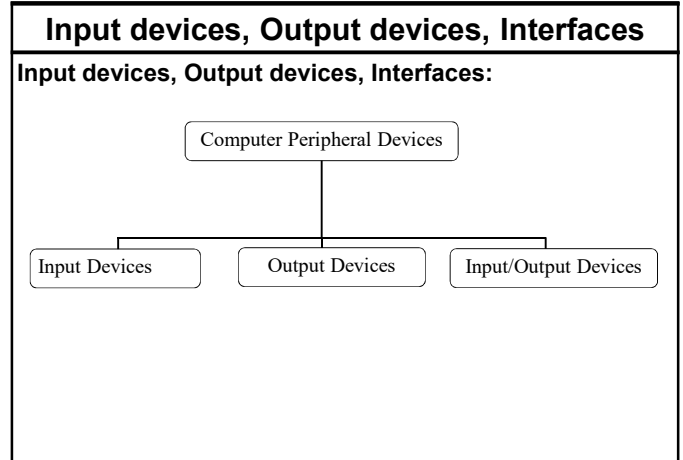 Input devices, Output devices, Interfaces
Input devices, Output devices, Interfaces:
Computer Peripheral Devices
Input Devices
Output Devices
Input/Output Devices